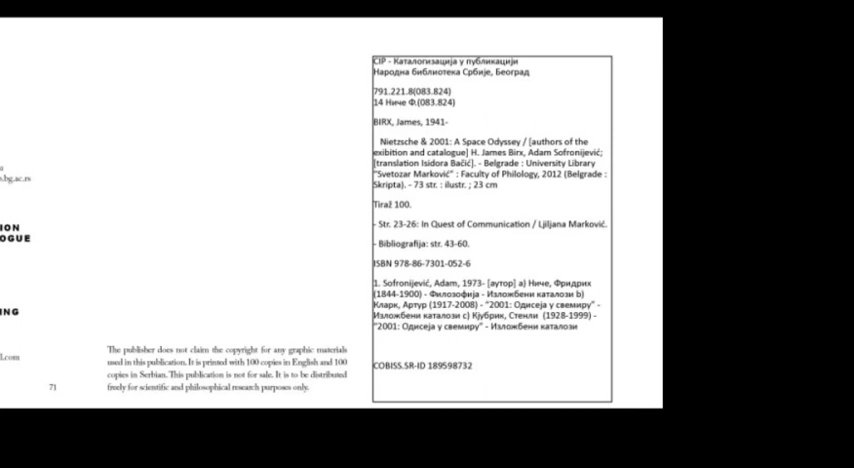 .bg.ac.rs
ION
OGUE
NG
l.com
71
The publisher does not claim the copyright for any graphic materials
used in this publication. It is printed with 100 copies in English and 100
copies in Serbian. This publication is not for sale. It is to be distributed
freely for scientific and philosophical research purposes only.
CIP - Каталогизација у публикацији
Народна библиотека Србије, Београд
791.221.8(083.824)
14 Ниче Ф.(083.824)
BIRX, James, 1941-
Nietzsche & 2001: A Space Odyssey / [authors of the
exibition and catalogue] H. James Birx, Adam Sofronijević;
[translation Isidora Bačić]. - Belgrade : University Library
"Svetozar Marković" : Faculty of Philology, 2012 (Belgrade :
Skripta). - 73 str. : ilustr. ; 23 cm
Tiraž 100.
- Str. 23-26: In Quest of Communication / Ljiljana Marković.
- Bibliografija: str. 43-60.
ISBN 978-86-7301-052-6
1. Sofronijević, Adam, 1973- [аутор] a) Ниче, Фридрих
(1844-1900) - Филозофија - Изложбени каталози b)
Кларк, Артур (1917-2008) - "2001: Одисеја у свемиру" -
Изложбени каталози c) Кјубрик, Стенли (1928-1999) -
"2001: Одисеја у свемиру" - Изложбени каталози
COBISS.SR-ID 189598732